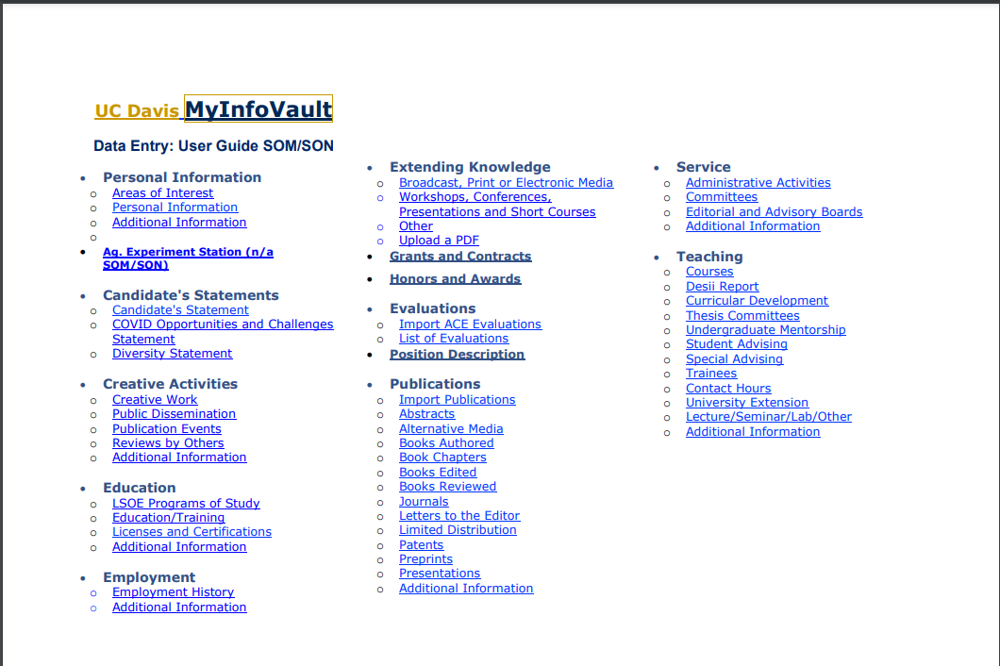 UC Davis MyInfoVault
Data Entry: User Guide SOM/SON
• Personal Information
o Areas of Interest
o Personal Information
o Additional Information
o
• Ag. Experiment Station (n/a
SOM/SON)
• Candidate's Statements
o Candidate's Statement
o COVID Opportunities and Challenges
Statement
o Diversity Statement
• Creative Activities
o Creative Work
o Public Dissemination
o Publication Events
o Reviews by Others
o Additional Information
• Education
o LSOE Programs of Study
o Education/Training
o Licenses and Certifications
o Additional Information
• Employment
o Employment History
o Additional Information
• Extending Knowledge
o Broadcast, Print or Electronic Media
o Workshops, Conferences,
Presentations and Short Courses
o Other
o Upload a PDF
• Grants and Contracts
• Honors and Awards
• Evaluations
o Import ACE Evaluations
o List of Evaluations
• Position Description
• Publications
o Import Publications
o Abstracts
o Alternative Media
o Books Authored
o Book Chapters
o Books Edited
o Books Reviewed
o Journals
o Letters to the Editor
o Limited Distribution
o Patents
o Preprints
o Presentations
o Additional Information
• Service
o Administrative Activities
o Committees
o Editorial and Advisory Boards
o Additional Information
• Teaching
o Courses
o Desii Report
o Curricular Development
o Thesis Committees
o Undergraduate Mentorship
o Student Advising
o Special Advising
o Trainees
o Contact Hours
o University Extension
o Lecture/Seminar/Lab/Other
o Additional Information